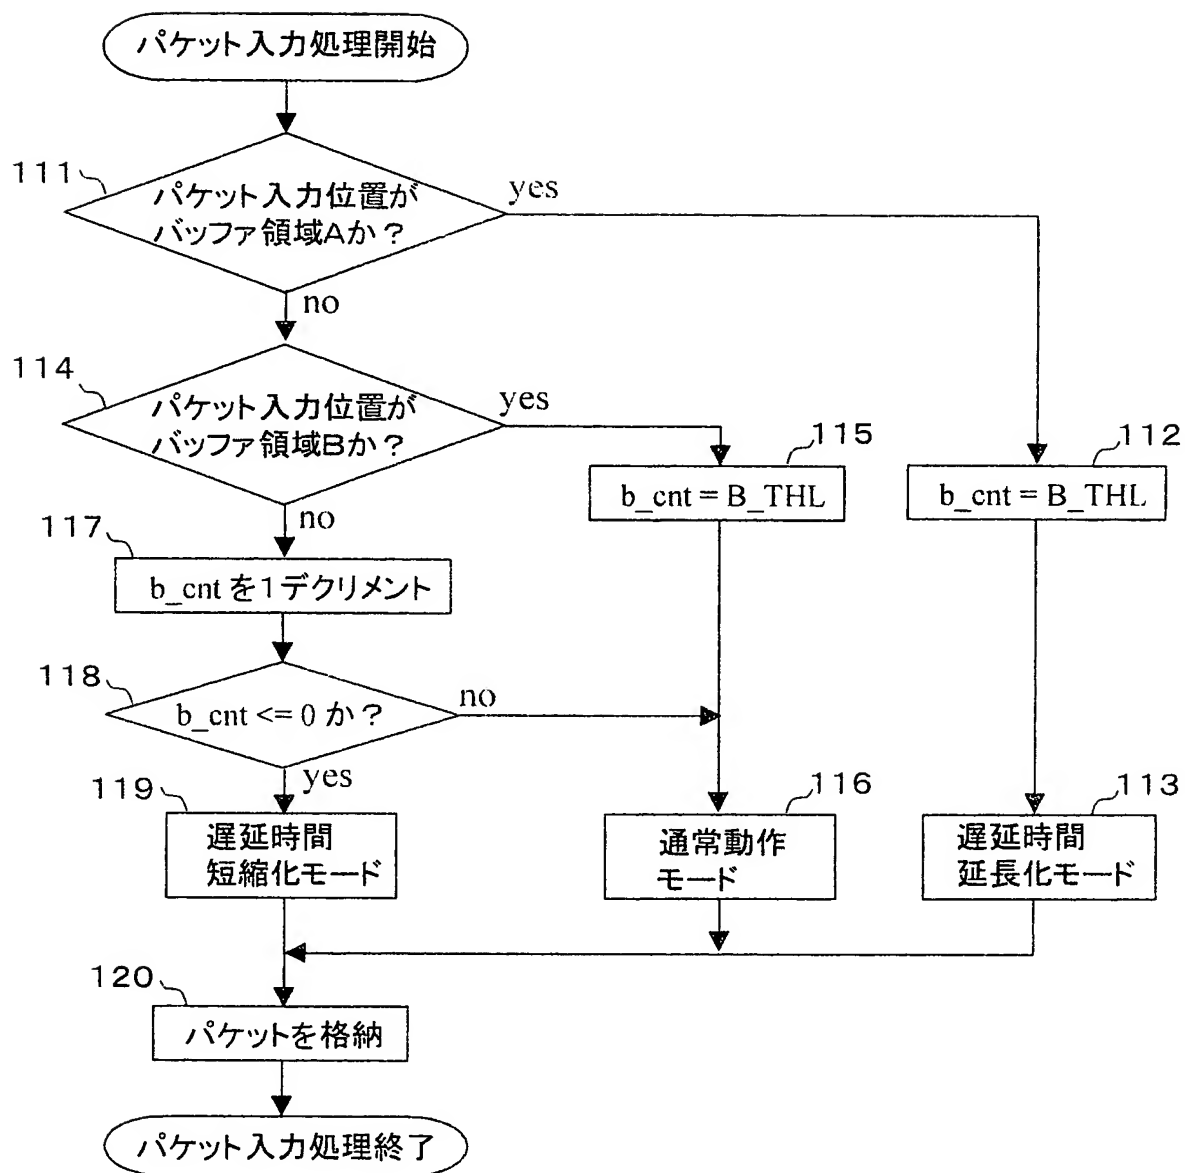 パケット入力処理開始
111
パケット入力位置が
バッファ領域Aか？
yes
no
114
パケット入力位置が
バッファ領域Bか？
yes
no
115
b_cnt = B_THL
112
b_cnt = B_THL
117
b_cnt を1デクリメント
118
b_cnt <= 0 か？
no
yes
119
遅延時間
短縮化モード
116
通常動作
モード
113
遅延時間
延長化モード
120
パケットを格納
パケット入力処理終了